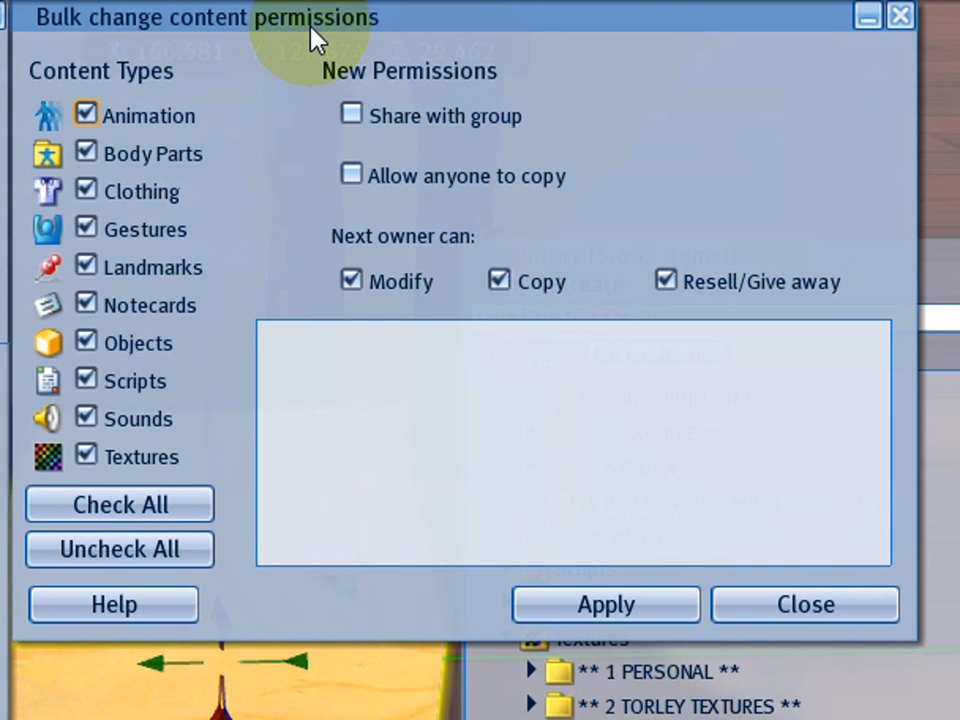 Bulk change content permissions
Content Types
New Permissions
Animation
Share with group
Body Parts
Allow anyone to copy
Clothing
Gestures
Next owner can:
Landmarks
Modify
Copy
Resell/Give away
Notecards
Objects
Scripts
Sounds
Textures
Check All
Uncheck All
Help
Apply
Close
Textures
** 1 PERSONAL **
** 2 TORLEY TEXTURES **